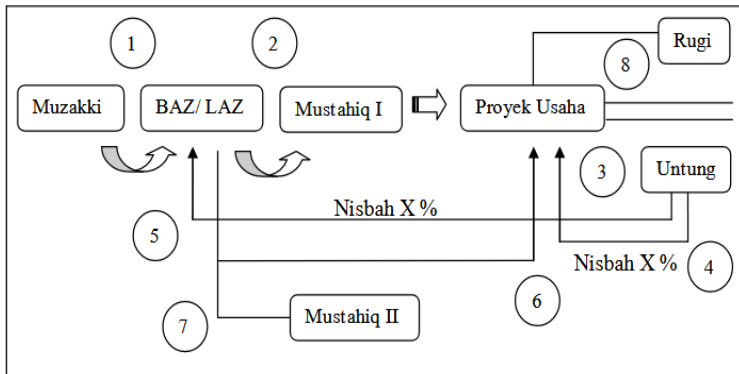 1
2
8
Rugi
Muzakki
BAZ/ LAZ
Mustahiq I
Proyek Usaha
3
Untung
Nisbah X %
5
Nisbah X %
4
6
7
Mustahiq II